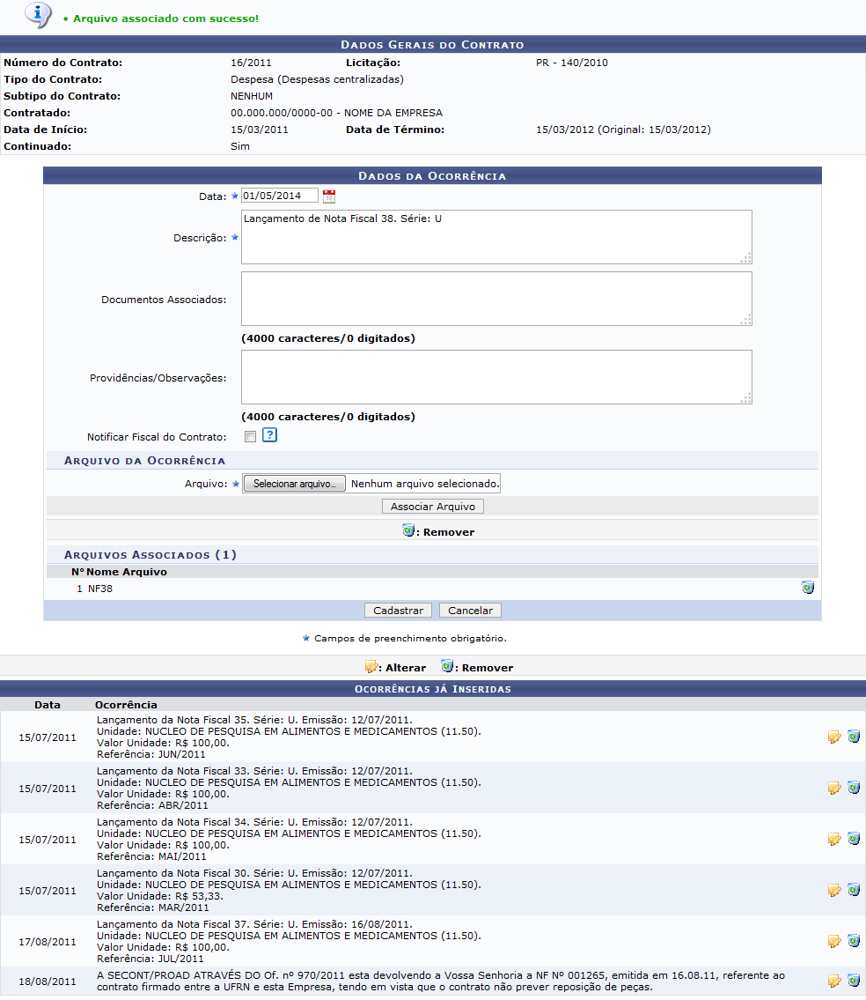 • Arquivo associado com sucesso!
DADOS GERAIS DO CONTRATO
Número do Contrato: 16/2011 Licitação: PR - 140/2010
Tipo do Contrato: Despesa (Despesas centralizadas)
Subtipo do Contrato: NENHUM
Contratado: 00.000.000/0000-00 - NOME DA EMPRESA
Data de Início: 15/03/2011 Data de Término: 15/03/2012 (Original: 15/03/2012)
Continuado: Sim
DADOS DA OCORRÊNCIA
Data: 01/05/2014
Lançamento de Nota Fiscal 38. Série: U
Descrição:
Documentos Associados:
(4000 caracteres/0 digitados)
Providências/Observações:
(4000 caracteres/0 digitados)
Notificar Fiscal do Contrato: ?
ARQUIVO DA OCORRÊNCIA
Arquivo: Selecionar arquivo... Nenhum arquivo selecionado.
Associar Arquivo
: Remover
ARQUIVOS ASSOCIADOS (1)
N° Nome Arquivo
1 NF38
Cadastrar Cancelar
Campos de preenchimento obrigatório.
: Alterar : Remover
OCORRÊNCIAS JÁ INSERIDAS
Data Ocorrência
15/07/2011 Lançamento da Nota Fiscal 35. Série: U. Emissão: 12/07/2011.
Unidade: NUCLEO DE PESQUISA EM ALIMENTOS E MEDICAMENTOS (11.50).
Valor Unidade: R$ 100,00.
Referência: JUN/2011
15/07/2011 Lançamento da Nota Fiscal 33. Série: U. Emissão: 12/07/2011.
Unidade: NUCLEO DE PESQUISA EM ALIMENTOS E MEDICAMENTOS (11.50).
Valor Unidade: R$ 100,00.
Referência: ABR/2011
15/07/2011 Lançamento da Nota Fiscal 34. Série: U. Emissão: 12/07/2011.
Unidade: NUCLEO DE PESQUISA EM ALIMENTOS E MEDICAMENTOS (11.50).
Valor Unidade: R$ 100,00.
Referência: MAI/2011
15/07/2011 Lançamento da Nota Fiscal 30. Série: U. Emissão: 12/07/2011.
Unidade: NUCLEO DE PESQUISA EM ALIMENTOS E MEDICAMENTOS (11.50).
Valor Unidade: R$ 53,33.
Referência: MAR/2011
17/08/2011 Lançamento da Nota Fiscal 37. Série: U. Emissão: 16/08/2011.
Unidade: NUCLEO DE PESQUISA EM ALIMENTOS E MEDICAMENTOS (11.50).
Valor Unidade: R$ 100,00.
Referência: JUL/2011
18/08/2011 A SECONT/PROAD ATRAVÉS DO Of. nº 970/2011 esta devolvendo a Vossa Senhoria a NF Nº 001265, emitida em 16.08.11, referente ao
contrato firmado entre a UFRN e esta Empresa, tendo em vista que o contrato não prever reposição de peças.